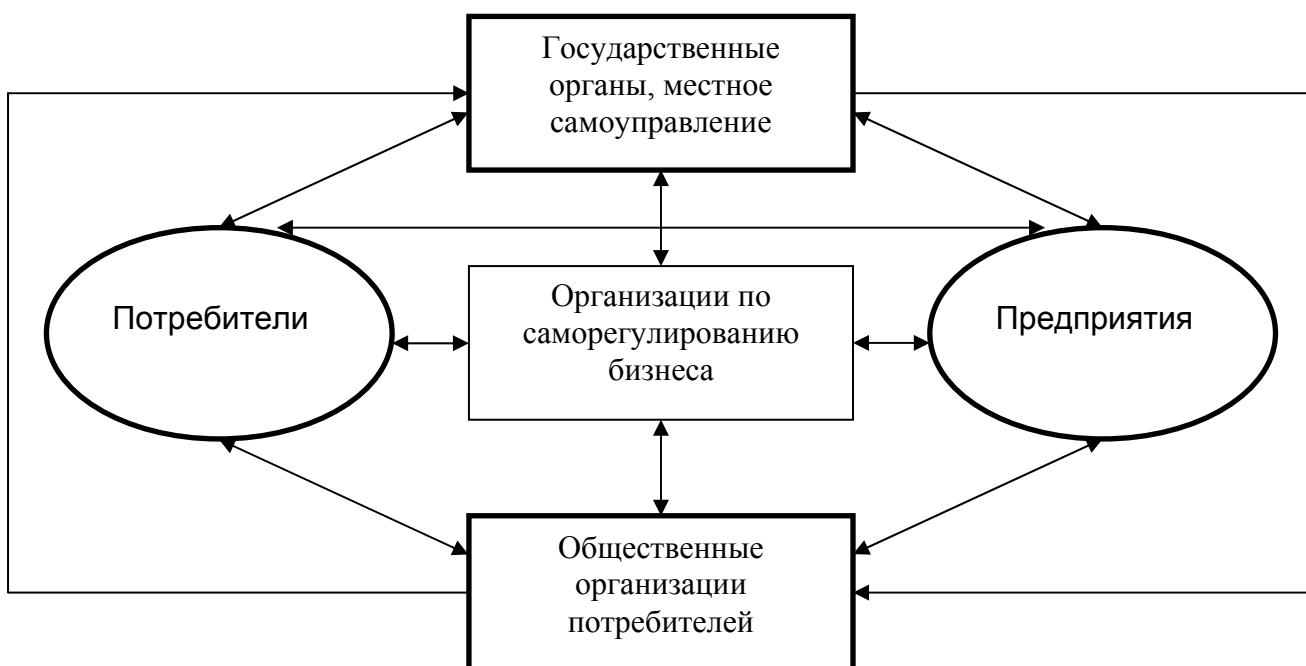 Государственные
органы, местное
самоуправление
Потребители
Организации по
саморегулированию
бизнеса
Предприятия
Общественные
организации
потребителей